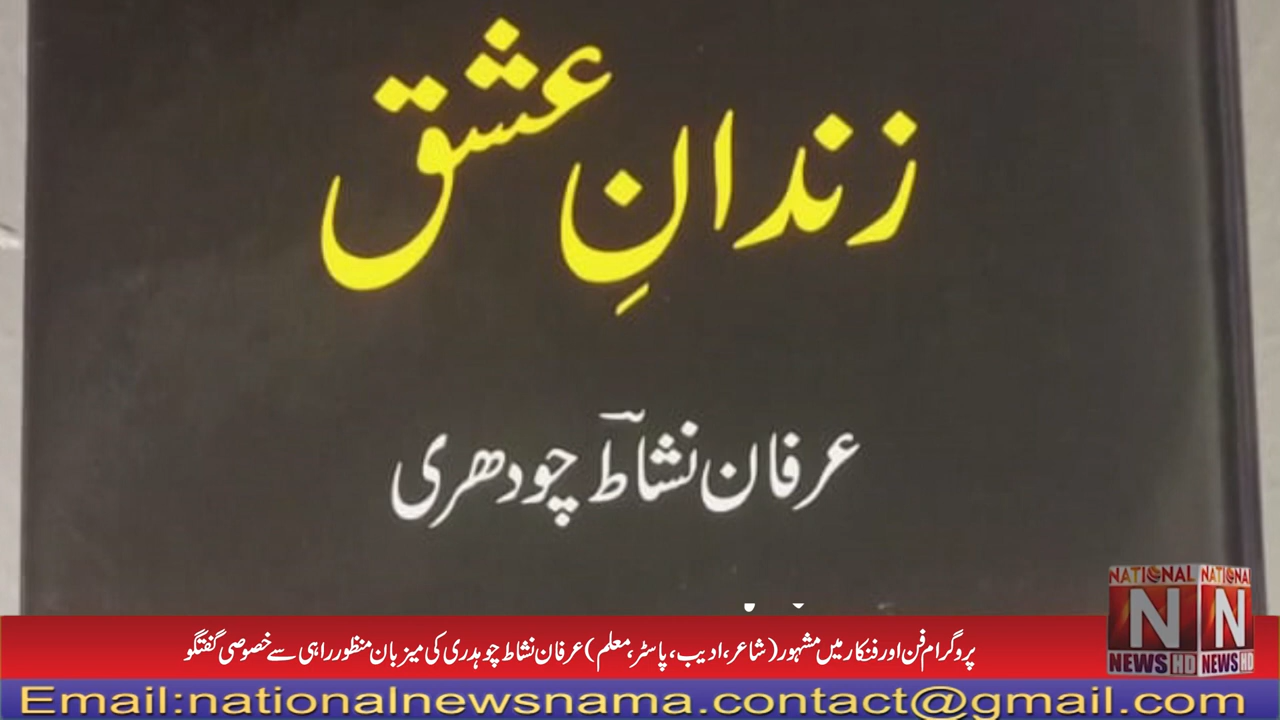 زندانِ عشق
عرفان نشاطؔ چودھری
پروگرام فن اور فنکار میں مشہور (شاعر، ادیب، پاسٹر، معلم) عرفان نشاط چوہدری کی میزبان منظور راہی سے خصوصی گفتگو
NATIONAL NATIONAL
N N
NEWS HD NEWS HD
Email:nationalnewsnama.contact@gmail.com